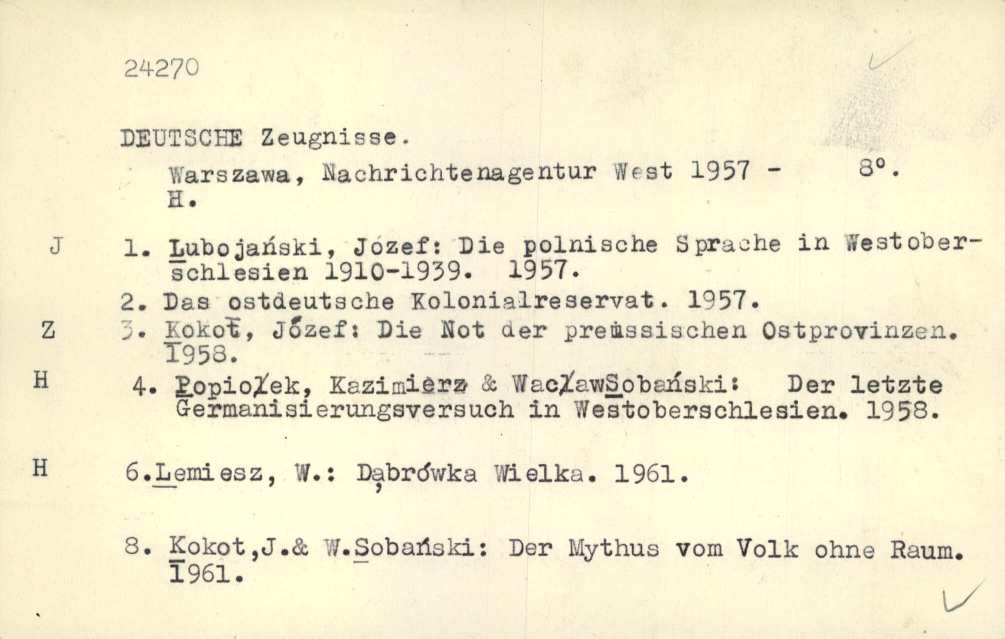 24270
DEUTSCHE Zeugnisse.
Warszawa, Nachrichtenagentur West 1957 - 8°.
H.
J 1. Lubojański, Józef: Die polnische Sprache in Westober-
schlesien 1910-1939. 1957.
2. Das ostdeutsche Kolonialreservat. 1957.
Z 3. Kokot, Józef: Die Not der preussischen Ostprovinzen.
1958.
H 4. Popiołek, Kazimierz & WacławSobański: Der letzte
Germanisierungsversuch in Westoberschlesien. 1958.
H 6.Lemiesz, W.: Dąbrówka Wielka. 1961.
8. Kokot,J.& W.Sobański: Der Mythus vom Volk ohne Raum.
1961.